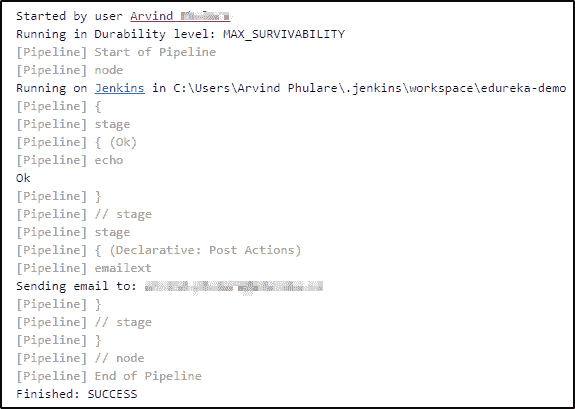 Started by user Arvind
Running in Durability level: MAX_SURVIVABILITY
[Pipeline] Start of Pipeline
[Pipeline] node
Running on Jenkins in C:\Users\Arvind Phulare\.jenkins\workspace\edureka-demo
[Pipeline] {
[Pipeline] stage
[Pipeline] { (Ok)
[Pipeline] echo
Ok
[Pipeline] }
[Pipeline] // stage
[Pipeline] stage
[Pipeline] { (Declarative: Post Actions)
[Pipeline] emailext
Sending email to:
[Pipeline] }
[Pipeline] // stage
[Pipeline] }
[Pipeline] // node
[Pipeline] End of Pipeline
Finished: SUCCESS